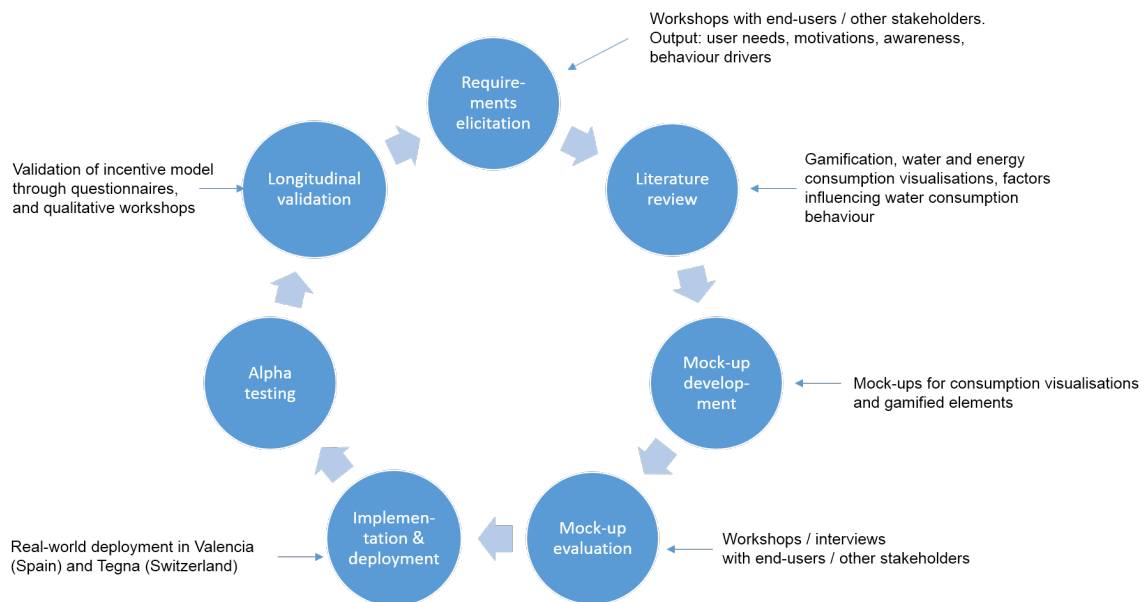 Workshops with end-users / other stakeholders.
Output: user needs, motivations, awareness,
behaviour drivers
Require-
ments
elicitation
Literature
review
Gamification, water and energy
consumption visualisations, factors
influencing water consumption
behaviour
Mock-up
develop-
ment
Mock-ups for consumption visualisations
and gamified elements
Mock-up
evaluation
Workshops / interviews
with end-users / other stakeholders
Implemen-
tation &
deployment
Real-world deployment in Valencia
(Spain) and Tegna (Switzerland)
Alpha
testing
Longitudinal
validation
Validation of incentive model
through questionnaires,
and qualitative workshops